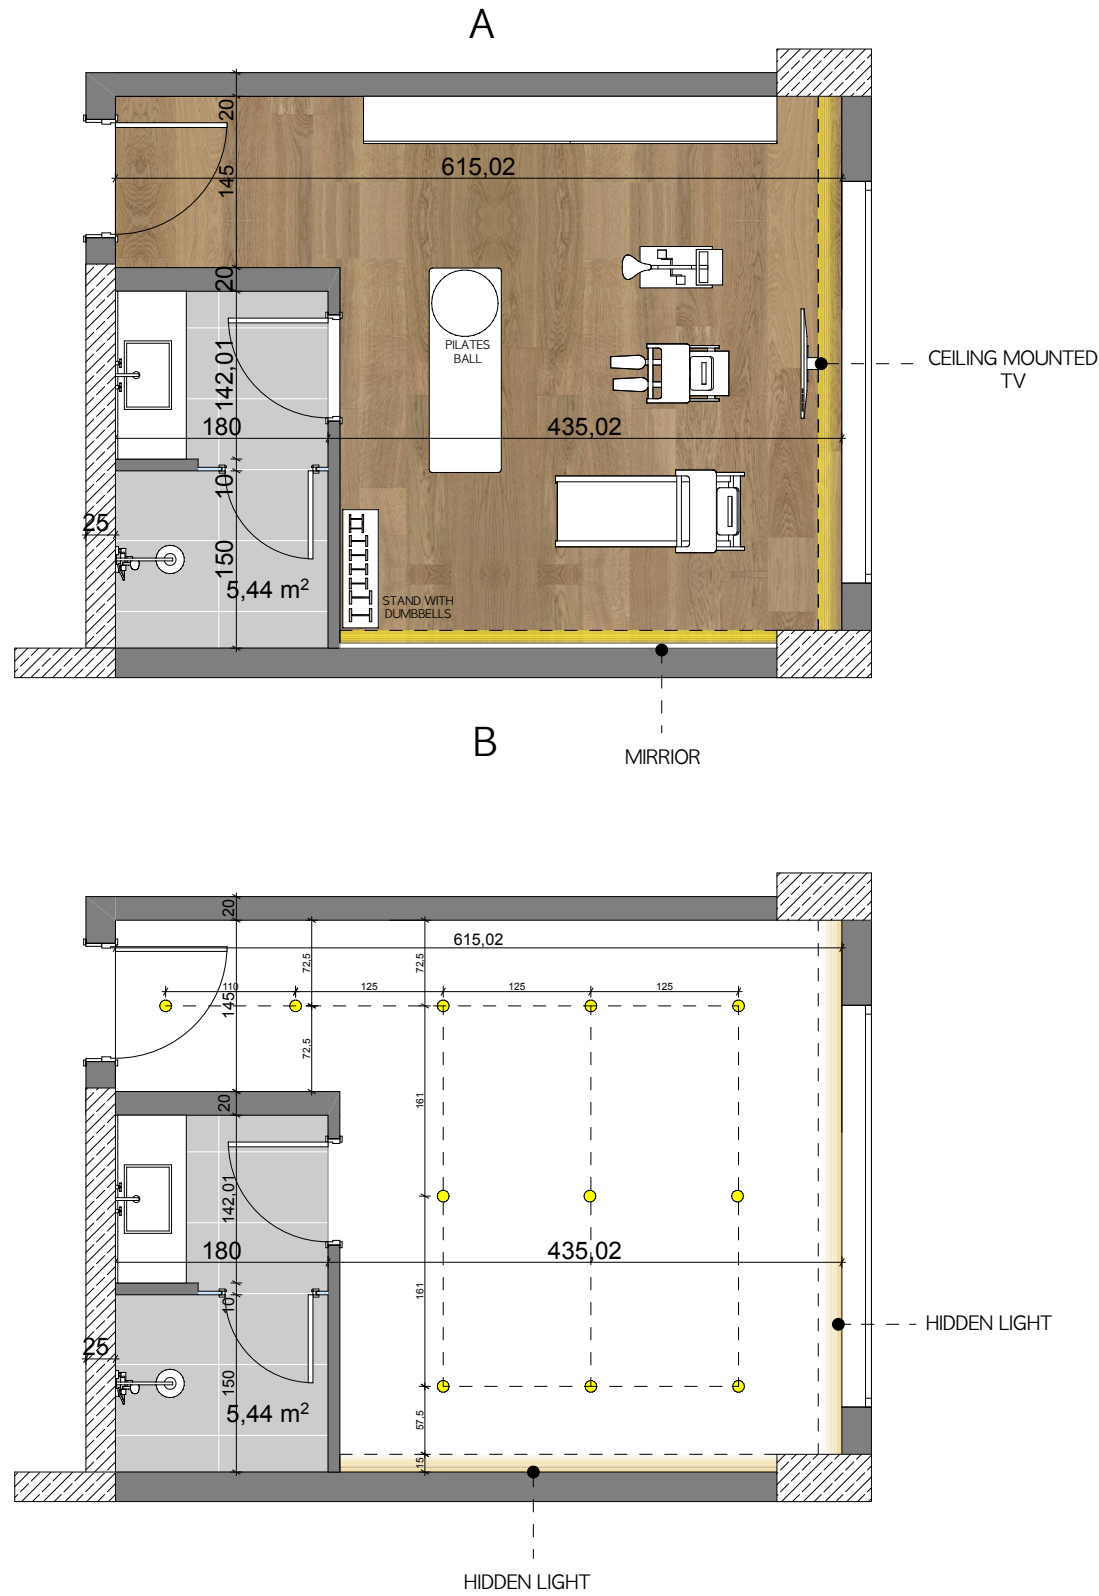 A
20
615,02
145
20
PILATES
BALL
CEILING MOUNTED
TV
142,01
180
435,02
10
25
150
5,44 m²
STAND WITH
DUMBBELLS
B
MIRRIOR
20
615,02
72,5
72,5
110
125
125
125
145
72,5
20
161
142,01
180
435,02
161
10
HIDDEN LIGHT
25
150
5,44 m²
57,5
15
HIDDEN LIGHT